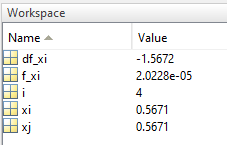 Workspace
Name Value
df_xi -1.5672
f_xi 2.0228e-05
i 4
xi 0.5671
xj 0.5671